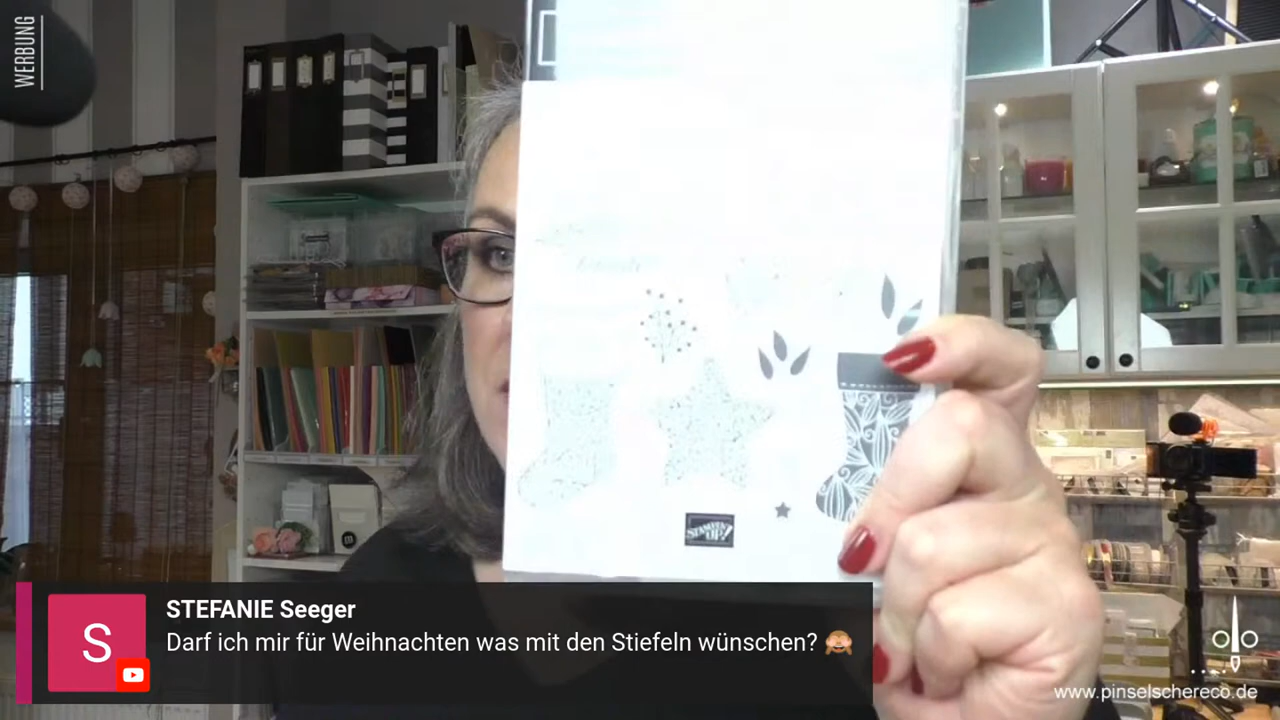 WERBUNG
STAMPIN'
UP!
STEFANIE Seeger
S
Darf ich mir für Weihnachten was mit den Stiefeln wünschen? 🙈
www.pinselschereco.de